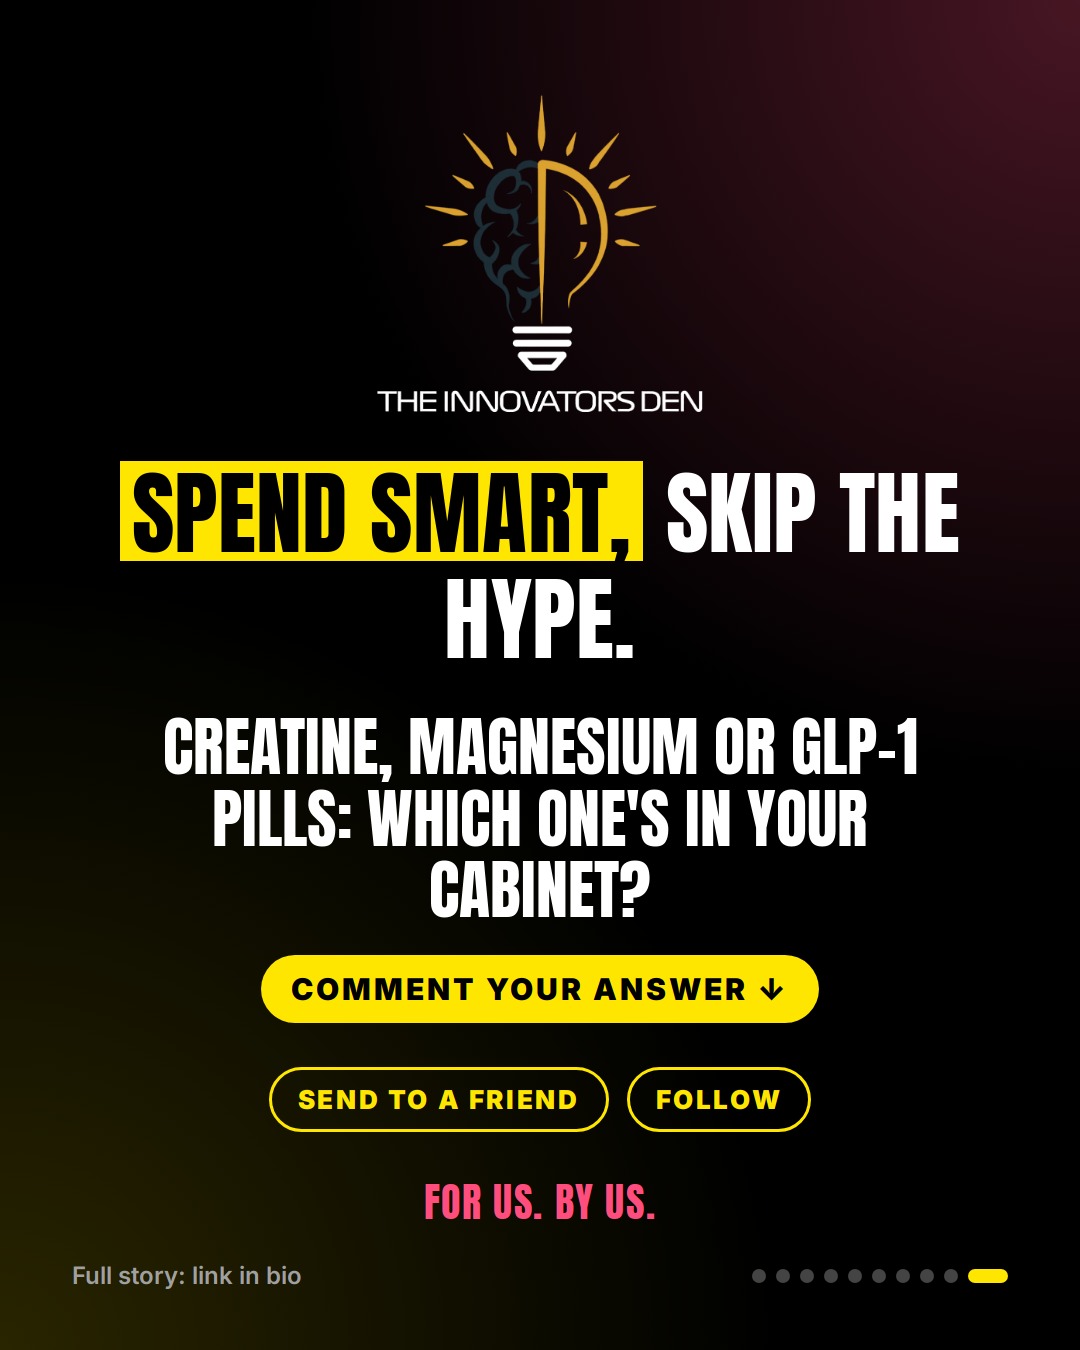 THE INNOVATORS DEN
SPEND SMART, SKIP THE
HYPE.
CREATINE, MAGNESIUM OR GLP-1
PILLS: WHICH ONE'S IN YOUR
CABINET?
COMMENT YOUR ANSWER ↓
SEND TO A FRIEND
FOLLOW
FOR US. BY US.
Full story: link in bio